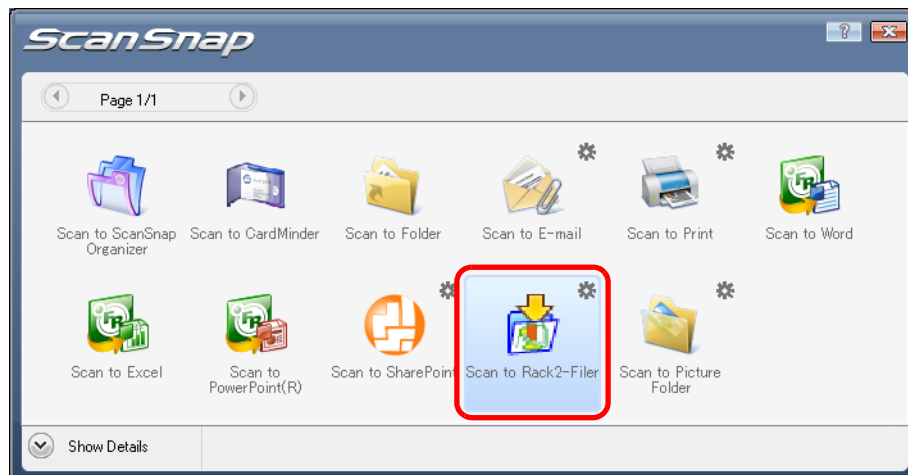 ScanSnap
?
Page 1/1
Scan to ScanSnap
Organizer
Scan to CardMinder
Scan to Folder
Scan to E-mail
Scan to Print
Scan to Word
Scan to Excel
Scan to
PowerPoint(R)
Scan to SharePoint
Scan to Rack2-Filer
Scan to Picture
Folder
Show Details